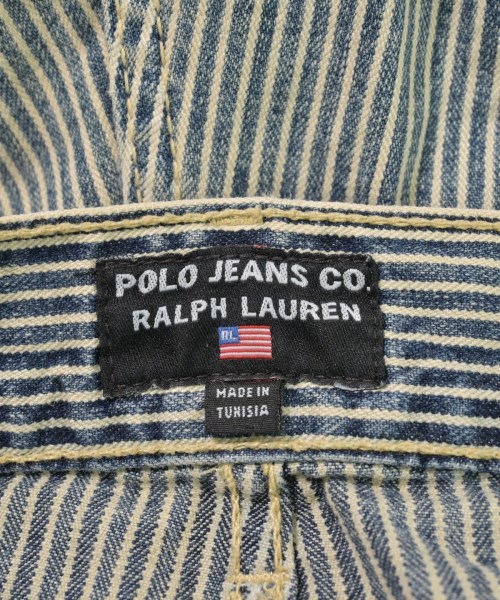 POLO JEANS CO.
RALPH LAUREN
RL
MADE IN
TUNISIA